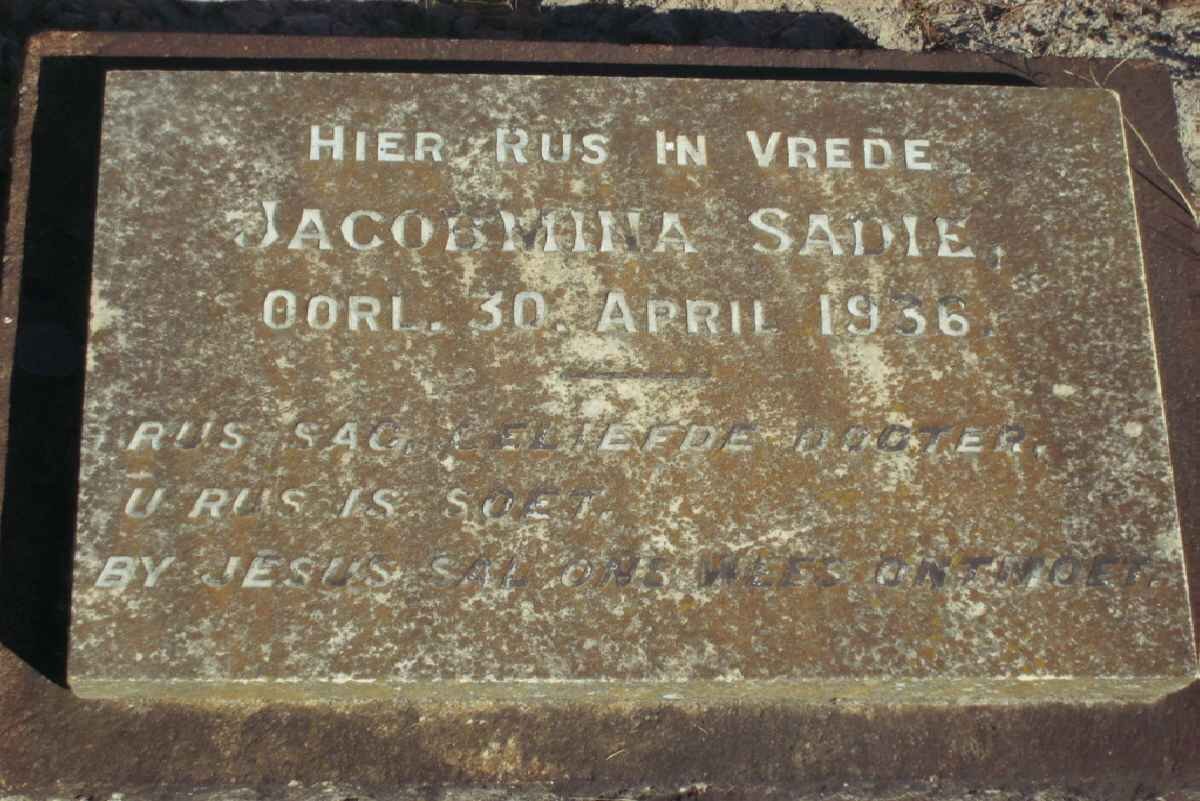 HIER RUS IN VREDE
JACOBMINA SADIE,
OORL. 30. APRIL 1936.
RUS SAG, GELIEFDE DOGTER,
U RUS IS SOET.
BY JESUS SAL ONS WEES ONTMOET.